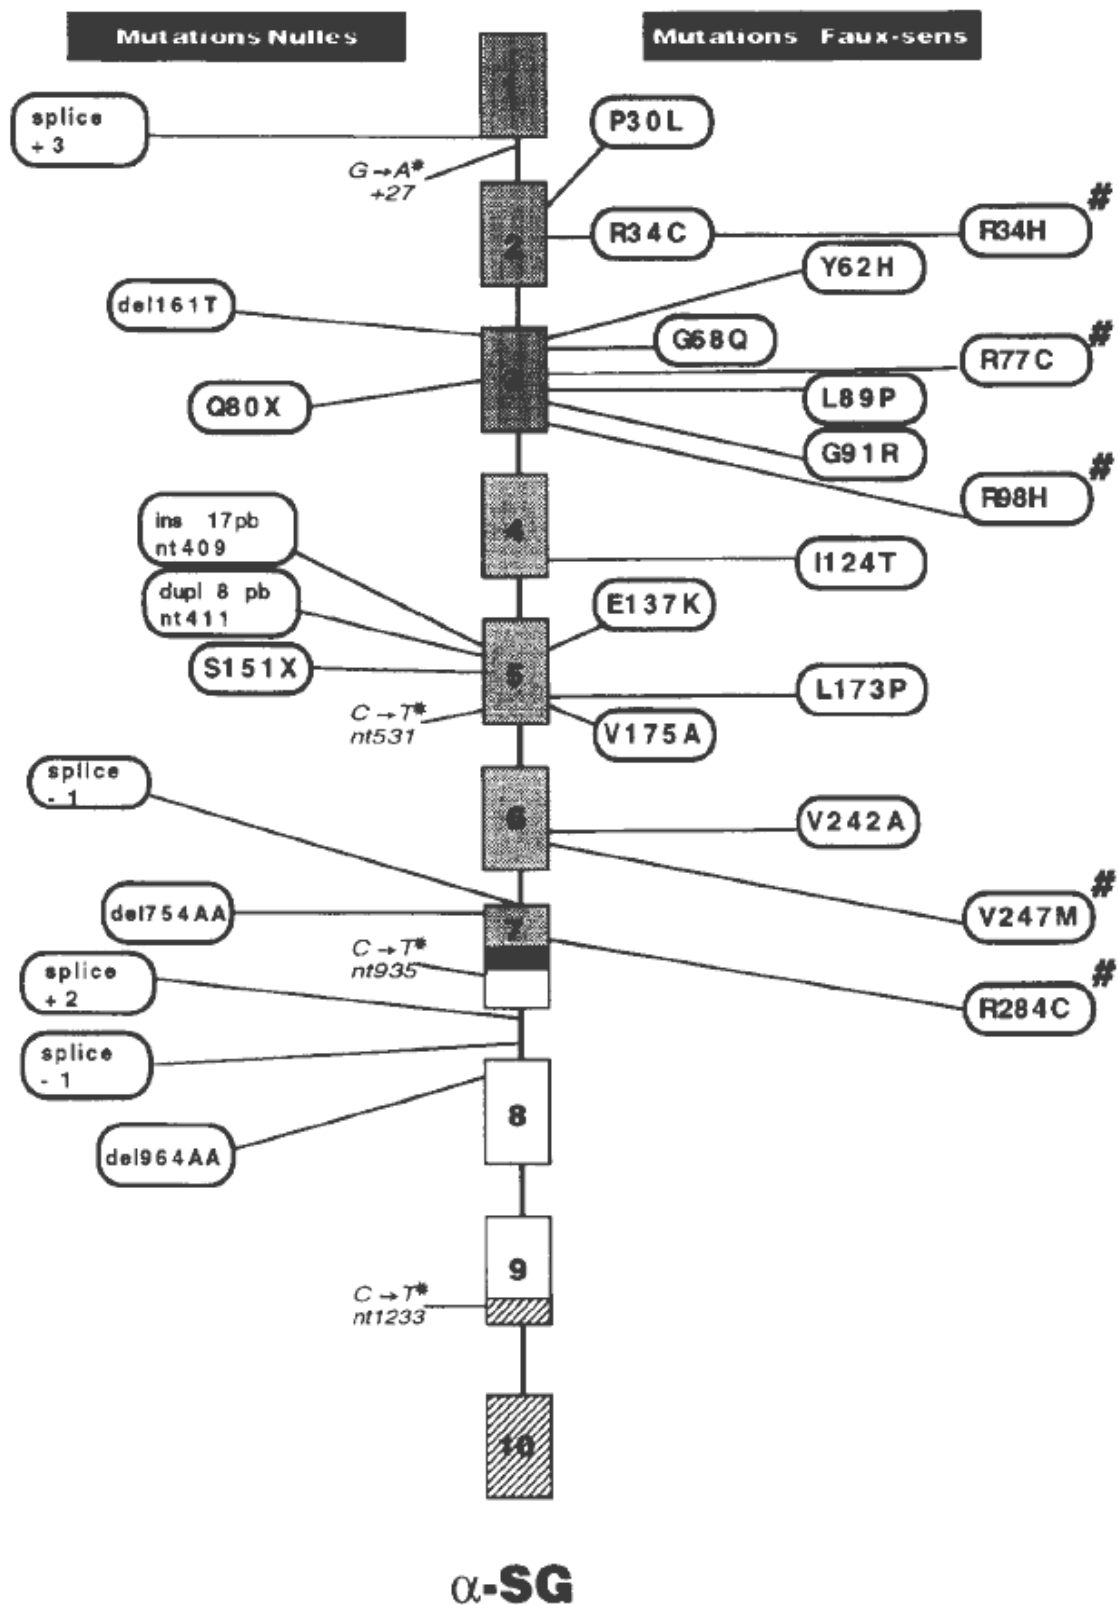 Mutations Nulles
Mutations Faux-sens
1
splice
+ 3
P30L
G→A*
+27
2
R34C
R34H
#
Y62H
del161T
G68Q
3
R77C
#
Q80X
L89P
G91R
R98H
#
4
ins 17pb
nt409
I124T
dupl 8 pb
nt411
E137K
5
S151X
L173P
C→T*
nt531
V175A
splice
- 1
6
V242A
V247M
#
del754AA
7
C→T*
nt935
splice
+ 2
R284C
#
splice
- 1
8
del964AA
9
C→T*
nt1233
10
α-SG